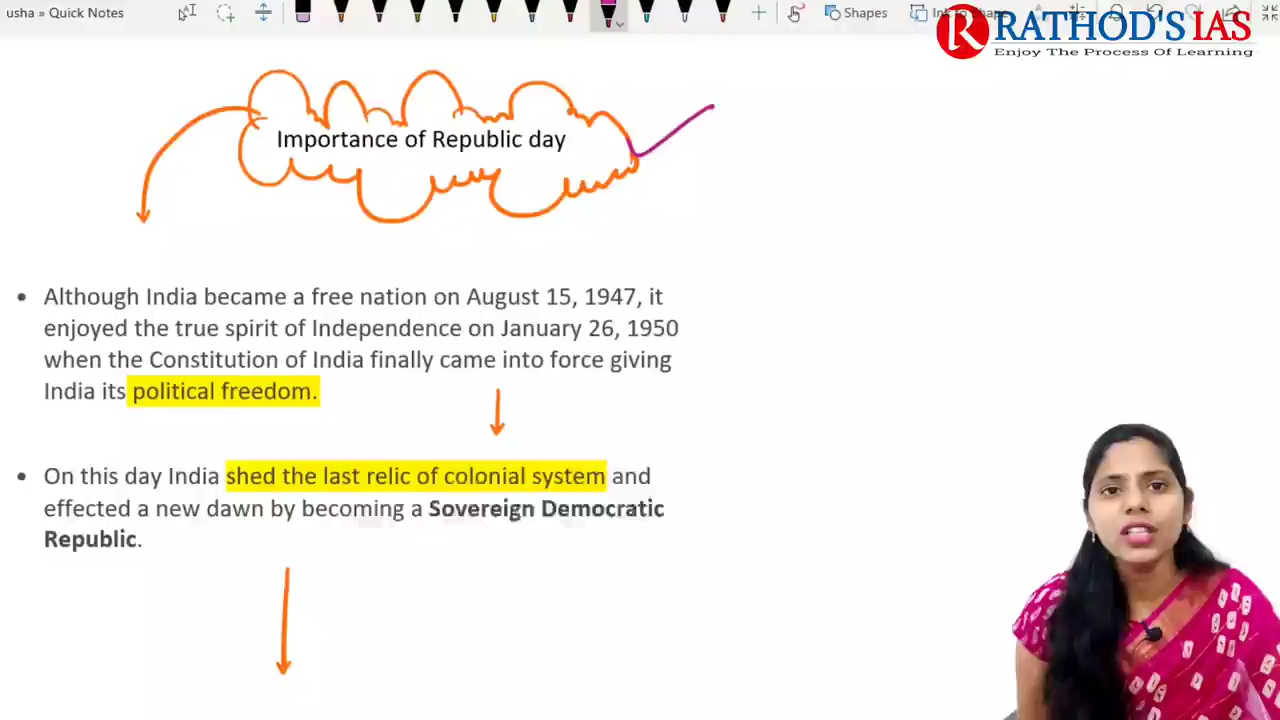 usha » Quick Notes
Shapes
RATHOD'S IAS
Enjoy The Process Of Learning
Importance of Republic day
• Although India became a free nation on August 15, 1947, it
enjoyed the true spirit of Independence on January 26, 1950
when the Constitution of India finally came into force giving
India its political freedom.
• On this day India shed the last relic of colonial system and
effected a new dawn by becoming a Sovereign Democratic
Republic.